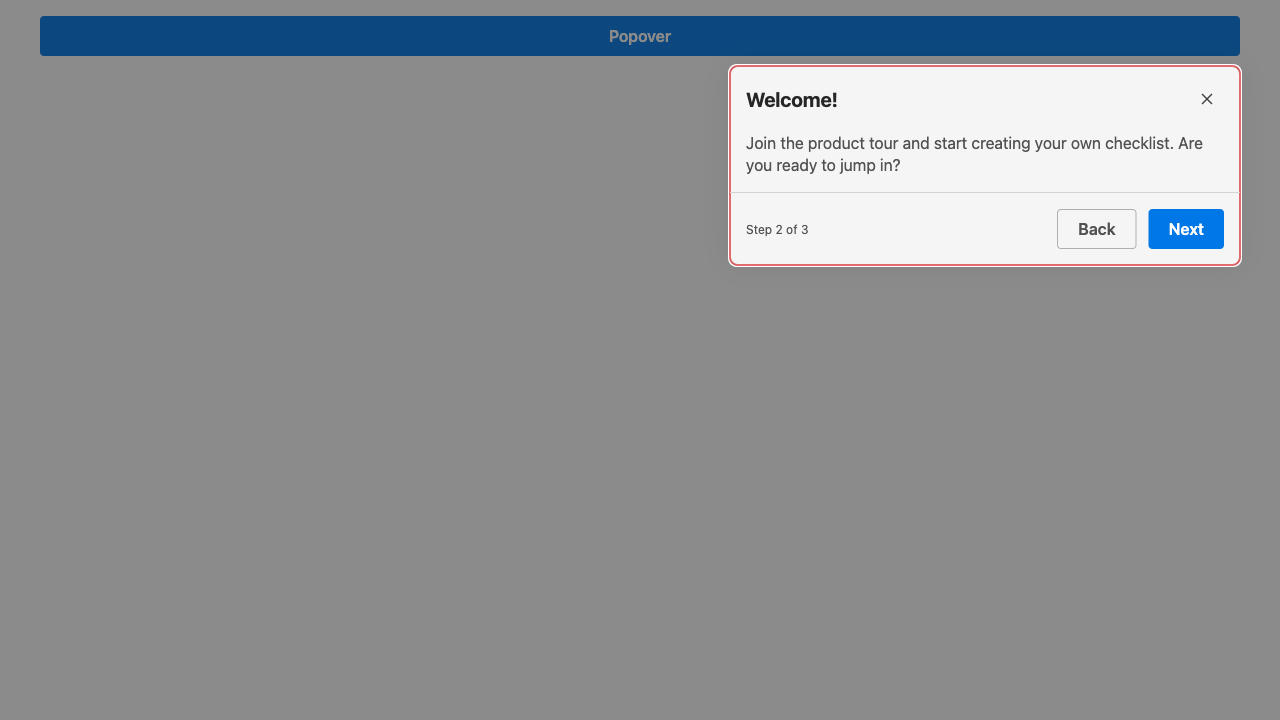 Popover
Welcome!
Join the product tour and start creating your own checklist. Are
you ready to jump in?
Step 2 of 3
Back
Next